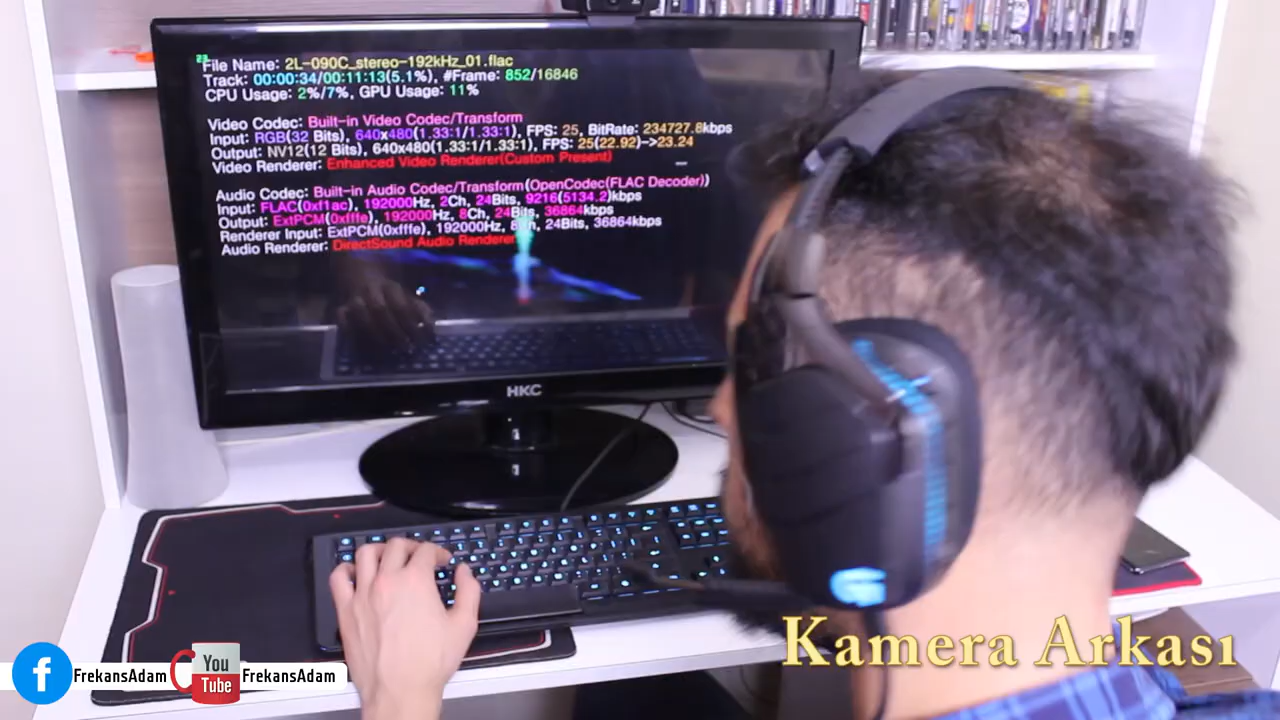 23
File Name: 2L-090C_stereo-192kHz_01.flac
Track: 00:00:34/00:11:13(5.1%), #Frame: 852/16846
CPU Usage: 2%/7%, GPU Usage: 11%
Video Codec: Built-in Video Codec/Transform
Input: RGB(32 Bits), 640x480(1.33:1/1.33:1), FPS: 25, BitRate: 234727.8kbps
Output: NV12(12 Bits), 640x480(1.33:1/1.33:1), FPS: 25(22.92)->23.24
Video Renderer: Enhanced Video Renderer(Custom Present)
Audio Codec: Built-in Audio Codec/Transform(OpenCodec(FLAC Decoder))
Input: FLAC(0xf1ac), 192000Hz, 2Ch, 24Bits, 9216(5134.2)kbps
Output: ExtPCM(0xfffe), 192000Hz, 8Ch, 24Bits, 36864kbps
Renderer Input: ExtPCM(0xfffe), 192000Hz, 8Ch, 24Bits, 36864kbps
Audio Renderer: DirectSound Audio Renderer
HKC
Kamera Arkası
f FrekansAdam
You Tube FrekansAdam